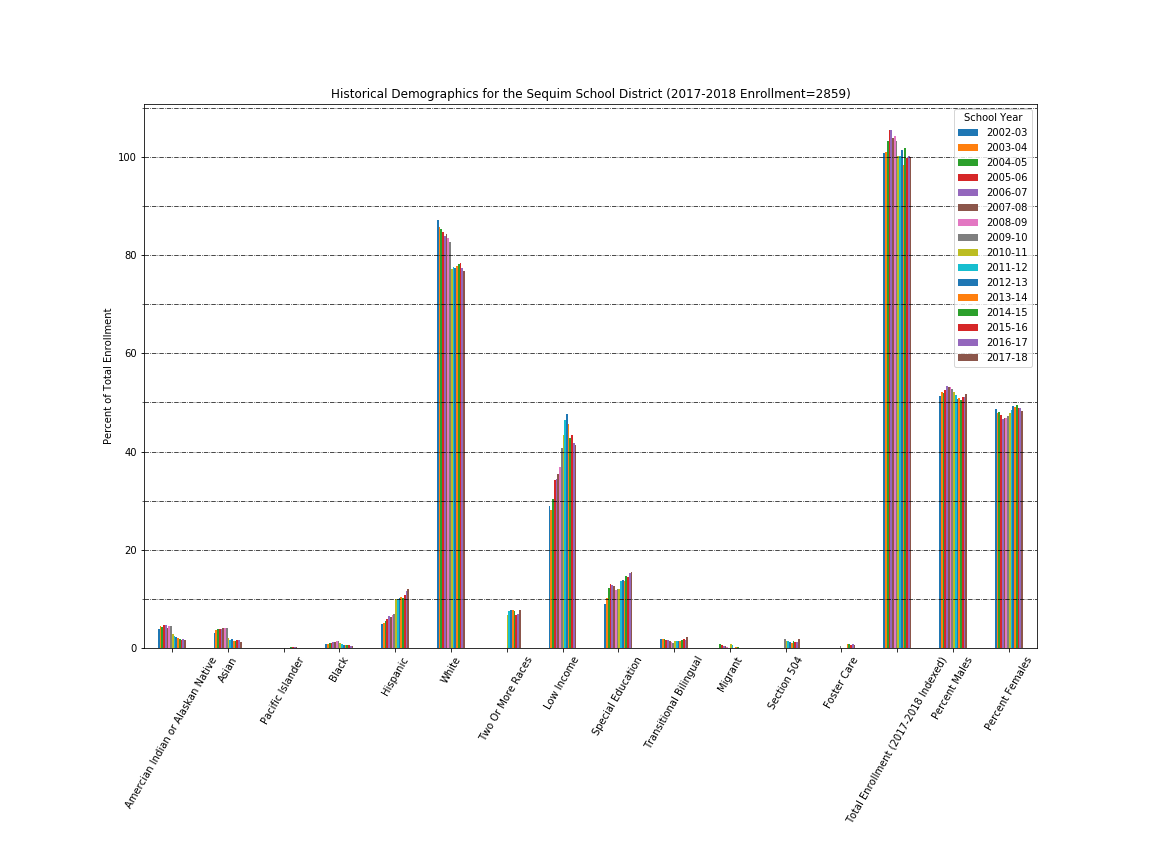 Historical Demographics for the Sequim School District (2017-2018 Enrollment=2859)
Percent of Total Enrollment
100
80
60
40
20
0
School Year
2002-03
2003-04
2004-05
2005-06
2006-07
2007-08
2008-09
2009-10
2010-11
2011-12
2012-13
2013-14
2014-15
2015-16
2016-17
2017-18
Amercian Indian or Alaskan Native
Asian
Pacific Islander
Black
Hispanic
White
Two Or More Races
Low Income
Special Education
Transitional Bilingual
Migrant
Section 504
Foster Care
Total Enrollment (2017-2018 Indexed)
Percent Males
Percent Females